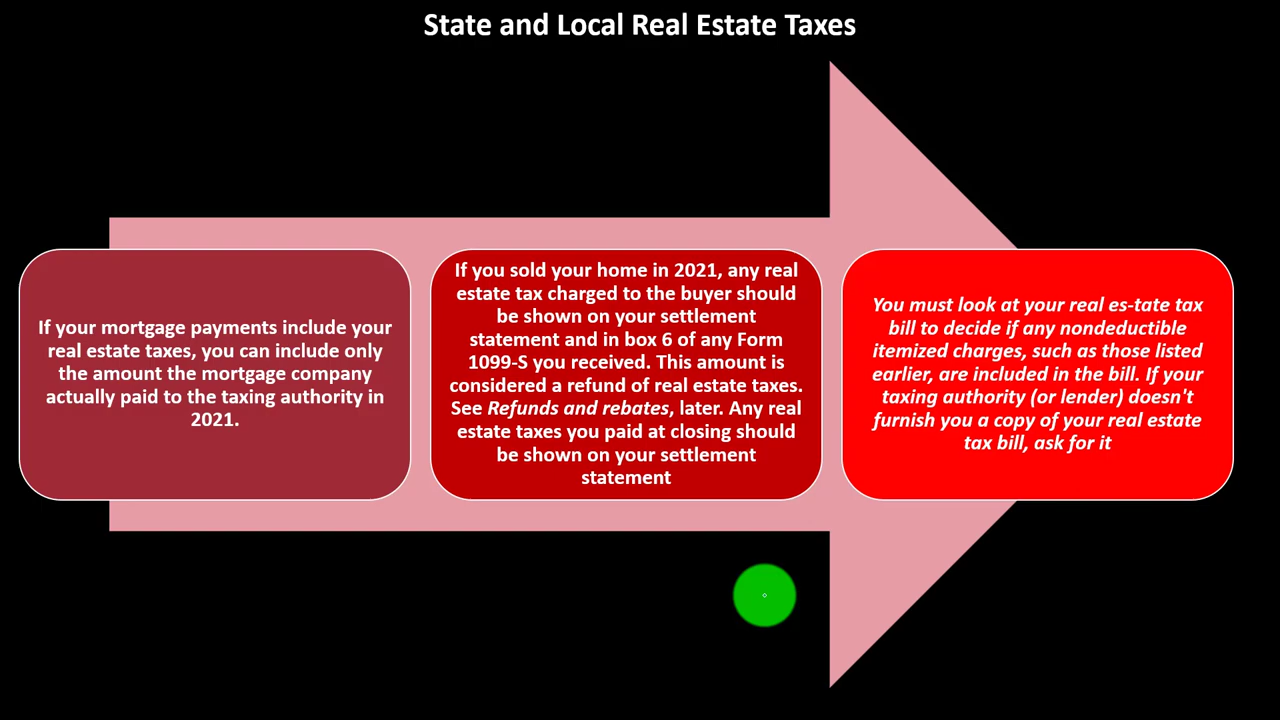 State and Local Real Estate Taxes
If your mortgage payments include your
real estate taxes, you can include only
the amount the mortgage company
actually paid to the taxing authority in
2021.
If you sold your home in 2021, any real
estate tax charged to the buyer should
be shown on your settlement
statement and in box 6 of any Form
1099-S you received. This amount is
considered a refund of real estate taxes.
See Refunds and rebates, later. Any real
estate taxes you paid at closing should
be shown on your settlement
statement
You must look at your real es-tate tax
bill to decide if any nondeductible
itemized charges, such as those listed
earlier, are included in the bill. If your
taxing authority (or lender) doesn't
furnish you a copy of your real estate
tax bill, ask for it